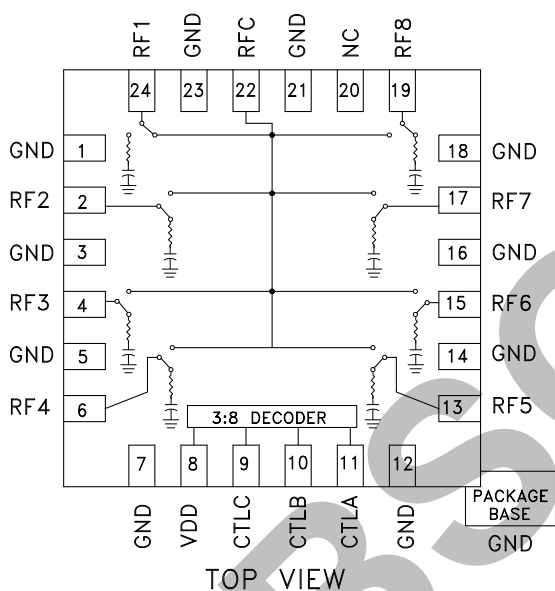 RF1 GND RFC GND NC RF8
24 23 22 21 20 19
GND 1 18 GND
RF2 2 17 RF7
GND 3 16 GND
RF3 4 15 RF6
GND 5 14 GND
RF4 6 13 RF5
3:8 DECODER
7 8 9 10 11 12
GND VDD CTLC CTLB CTLA GND
PACKAGE
BASE
GND
TOP VIEW